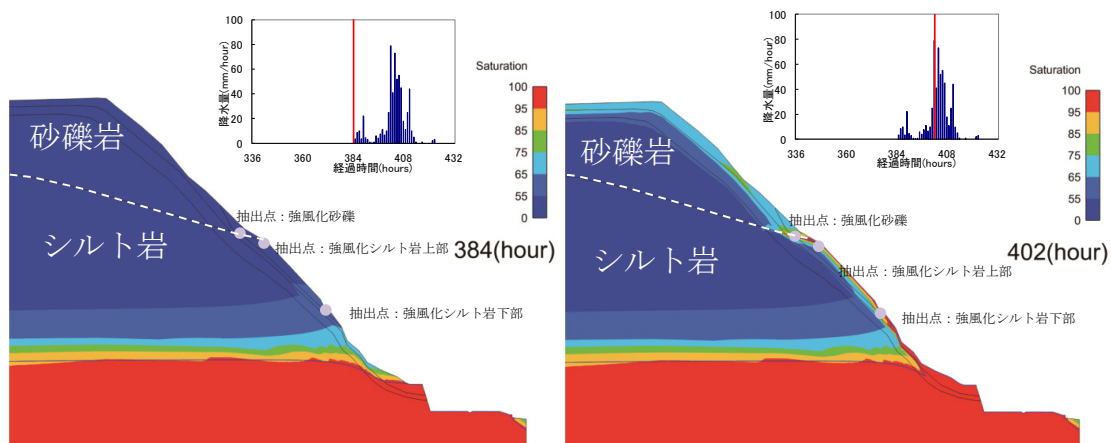 100
80
60
40
20
0
降水量(mm/hour)
336
360
384
408
432
経過時間(hours)
Saturation
100
95
85
75
65
55
0
砂礫岩
シルト岩
抽出点：強風化砂礫
抽出点：強風化シルト岩上部
384(hour)
抽出点：強風化シルト岩下部
100
80
60
40
20
0
降水量(mm/hour)
336
360
384
408
432
経過時間(hours)
Saturation
100
95
85
75
65
55
0
砂礫岩
シルト岩
抽出点：強風化砂礫
抽出点：強風化シルト岩上部
402(hour)
抽出点：強風化シルト岩下部